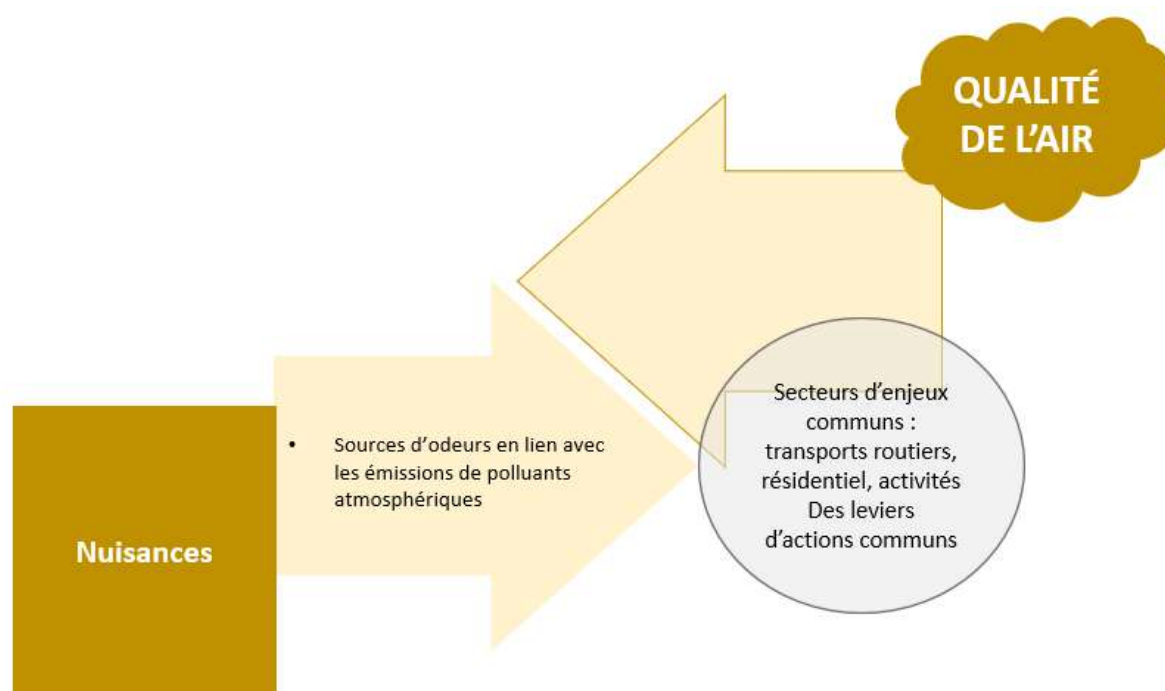 QUALITÉ
DE L’AIR
Secteurs d’enjeux
communs :
transports routiers,
résidentiel, activités
Des leviers
d’actions communs
• Sources d’odeurs en lien avec
les émissions de polluants
atmosphériques
Nuisances